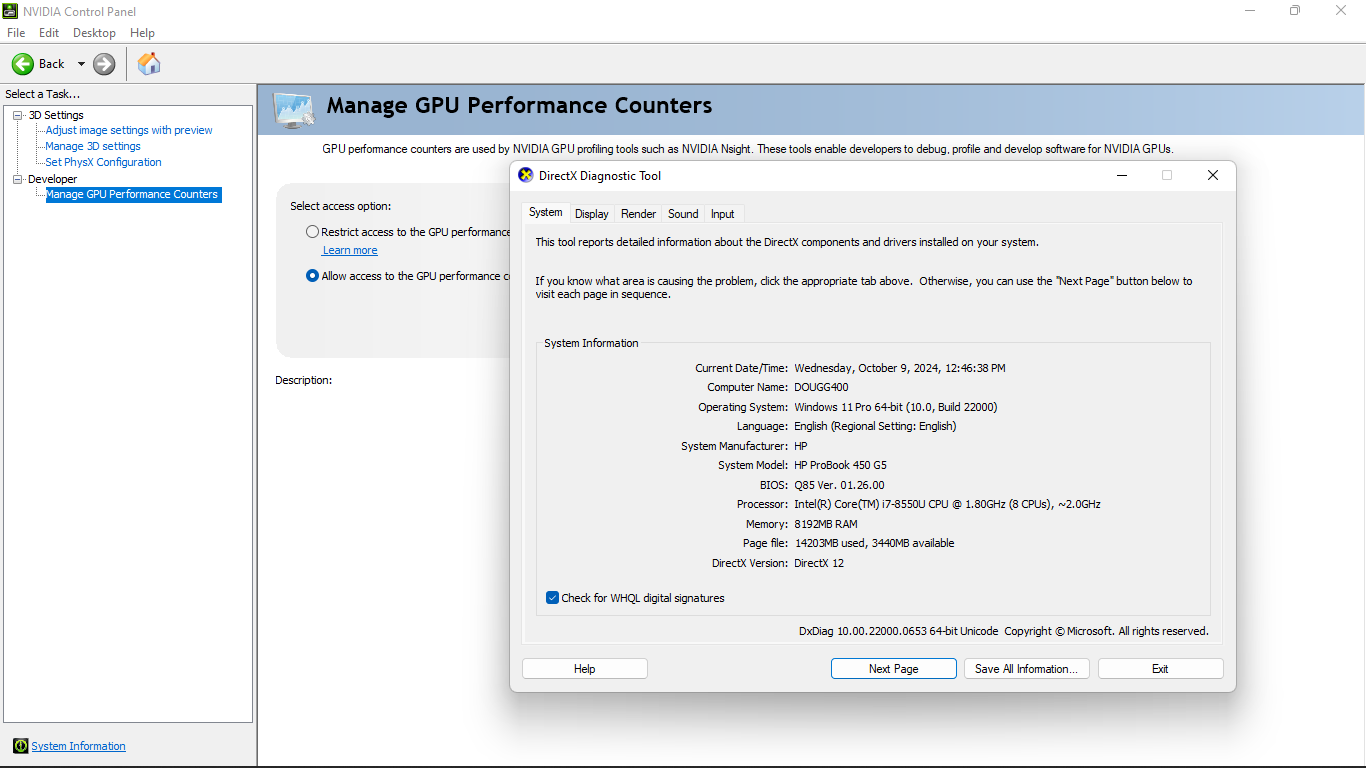 NVIDIA Control Panel
File Edit Desktop Help
Back
Select a Task...
3D Settings
Adjust image settings with preview
Manage 3D settings
Set PhysX Configuration
Developer
Manage GPU Performance Counters
System Information
Manage GPU Performance Counters
GPU performance counters are used by NVIDIA GPU profiling tools such as NVIDIA Nsight. These tools enable developers to debug, profile and develop software for NVIDIA GPUs.
Select access option:
Restrict access to the GPU performance
Learn more
Allow access to the GPU performance
Description:
DirectX Diagnostic Tool
System Display Render Sound Input
This tool reports detailed information about the DirectX components and drivers installed on your system.
If you know what area is causing the problem, click the appropriate tab above. Otherwise, you can use the "Next Page" button below to
visit each page in sequence.
System Information
Current Date/Time: Wednesday, October 9, 2024, 12:46:38 PM
Computer Name: DOUGG400
Operating System: Windows 11 Pro 64-bit (10.0, Build 22000)
Language: English (Regional Setting: English)
System Manufacturer: HP
System Model: HP ProBook 450 G5
BIOS: Q85 Ver. 01.26.00
Processor: Intel(R) Core(TM) i7-8550U CPU @ 1.80GHz (8 CPUs), ~2.0GHz
Memory: 8192MB RAM
Page file: 14203MB used, 3440MB available
DirectX Version: DirectX 12
Check for WHQL digital signatures
DxDiag 10.00.22000.0653 64-bit Unicode Copyright © Microsoft. All rights reserved.
Help Next Page Save All Information... Exit